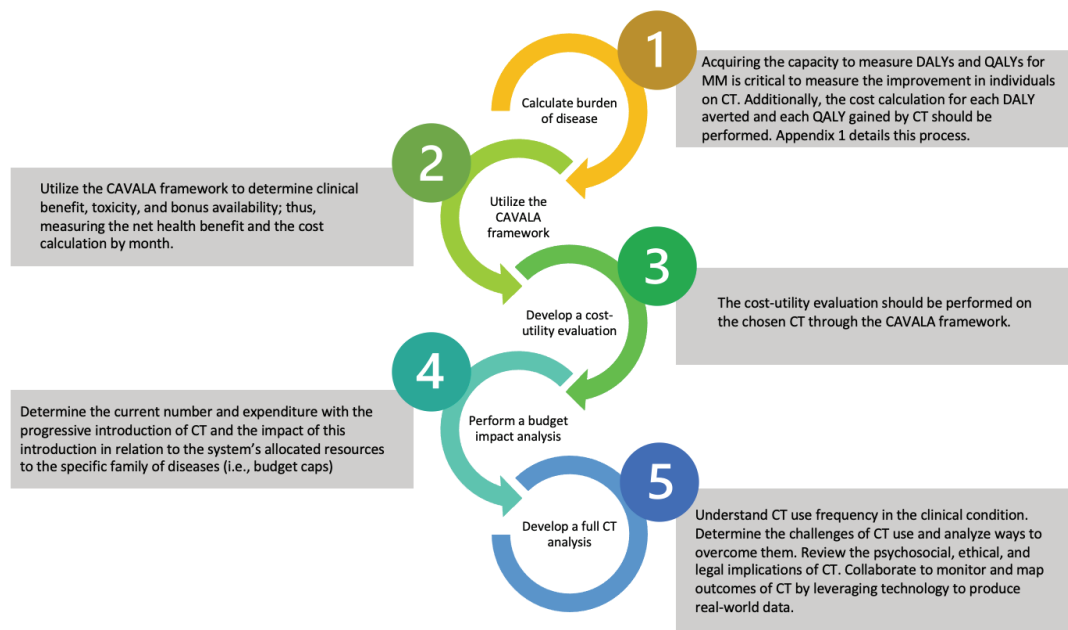 1
Calculate burden
of disease
Acquiring the capacity to measure DALYs and QALYs for
MM is critical to measure the improvement in individuals
on CT. Additionally, the cost calculation for each DALY
averted and each QALY gained by CT should be
performed. Appendix 1 details this process.
2
Utilize the
CAVALA
framework
Utilize the CAVALA framework to determine clinical
benefit, toxicity, and bonus availability; thus,
measuring the net health benefit and the cost
calculation by month.
3
Develop a cost-
utility evaluation
The cost-utility evaluation should be performed on
the chosen CT through the CAVALA framework.
4
Perform a budget
impact analysis
Determine the current number and expenditure with the
progressive introduction of CT and the impact of this
introduction in relation to the system's allocated resources
to the specific family of diseases (i.e., budget caps)
5
Develop a full CT
analysis
Understand CT use frequency in the clinical condition.
Determine the challenges of CT use and analyze ways to
overcome them. Review the psychosocial, ethical, and
legal implications of CT. Collaborate to monitor and map
outcomes of CT by leveraging technology to produce
real-world data.